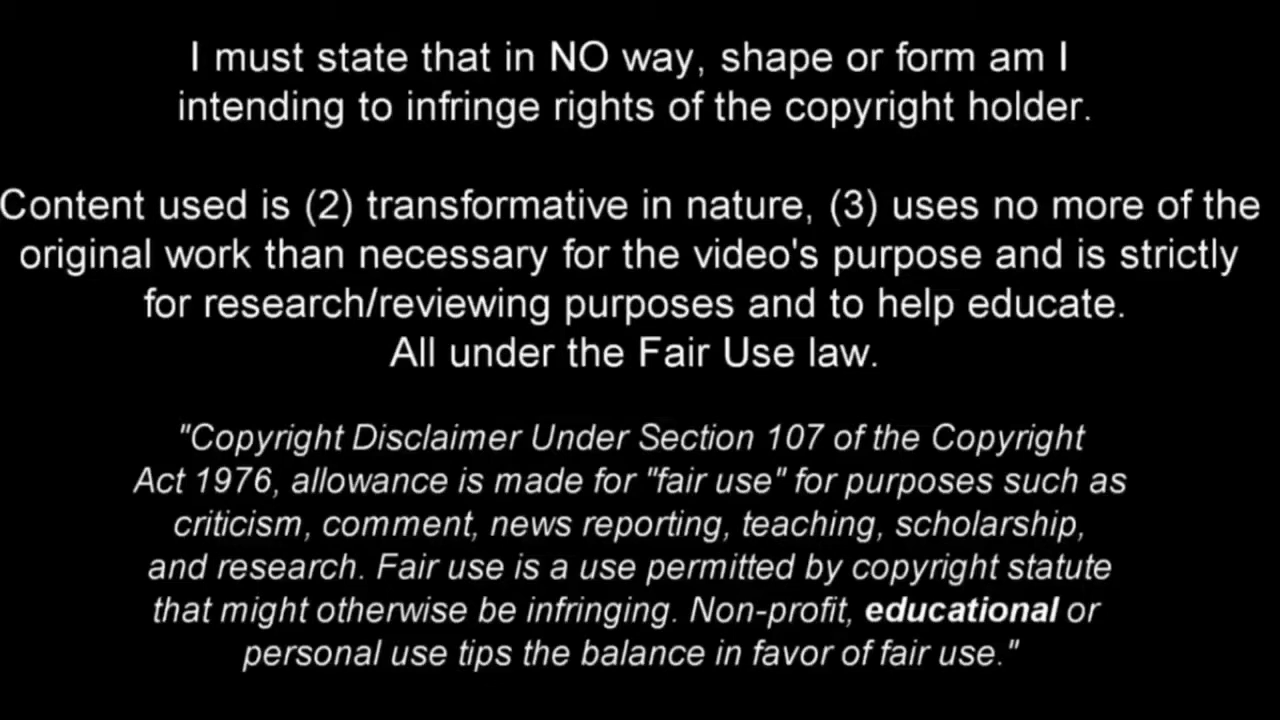 I must state that in NO way, shape or form am I
intending to infringe rights of the copyright holder.
Content used is (2) transformative in nature, (3) uses no more of the
original work than necessary for the video's purpose and is strictly
for research/reviewing purposes and to help educate.
All under the Fair Use law.
"Copyright Disclaimer Under Section 107 of the Copyright
Act 1976, allowance is made for "fair use" for purposes such as
criticism, comment, news reporting, teaching, scholarship,
and research. Fair use is a use permitted by copyright statute
that might otherwise be infringing. Non-profit, educational or
personal use tips the balance in favor of fair use."